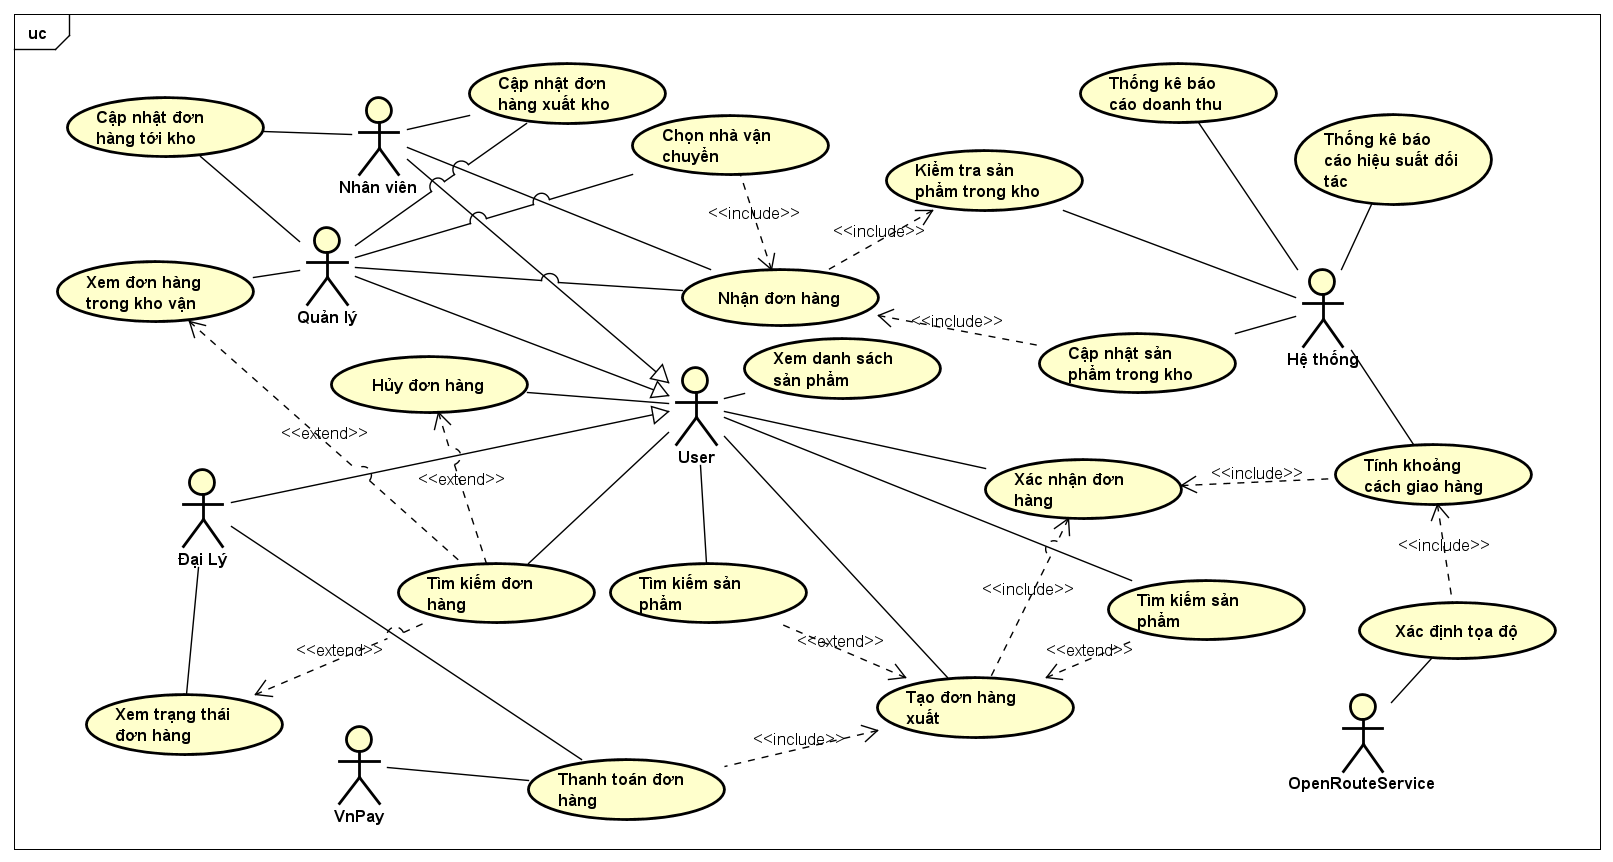 uc
Cập nhật đơn
hàng xuất kho
Thống kê báo
cáo doanh thu
Cập nhật đơn
hàng tới kho
Nhân viên
Chọn nhà vận
chuyển
Thống kê báo
cáo hiệu suất đối
tác
Kiểm tra sản
phẩm trong kho
<<include>>
<<include>>
Xem đơn hàng
trong kho vận
Quản lý
Nhận đơn hàng
<<include>>
Hệ thống
Cập nhật sản
phẩm trong kho
Xem danh sách
sản phẩm
Hủy đơn hàng
<<extend>>
User
<<extend>>
Xác nhận đơn
hàng
<<include>>
Tính khoảng
cách giao hàng
Đại Lý
<<include>>
Tìm kiếm đơn
hàng
Tìm kiếm sản
phẩm
<<include>>
Tìm kiếm sản
phẩm
Xác định tọa độ
<<extend>>
<<extend>>
<<extend>>
Xem trạng thái
đơn hàng
Tạo đơn hàng
xuất
<<include>>
Thanh toán đơn
hàng
VnPay
OpenRouteService